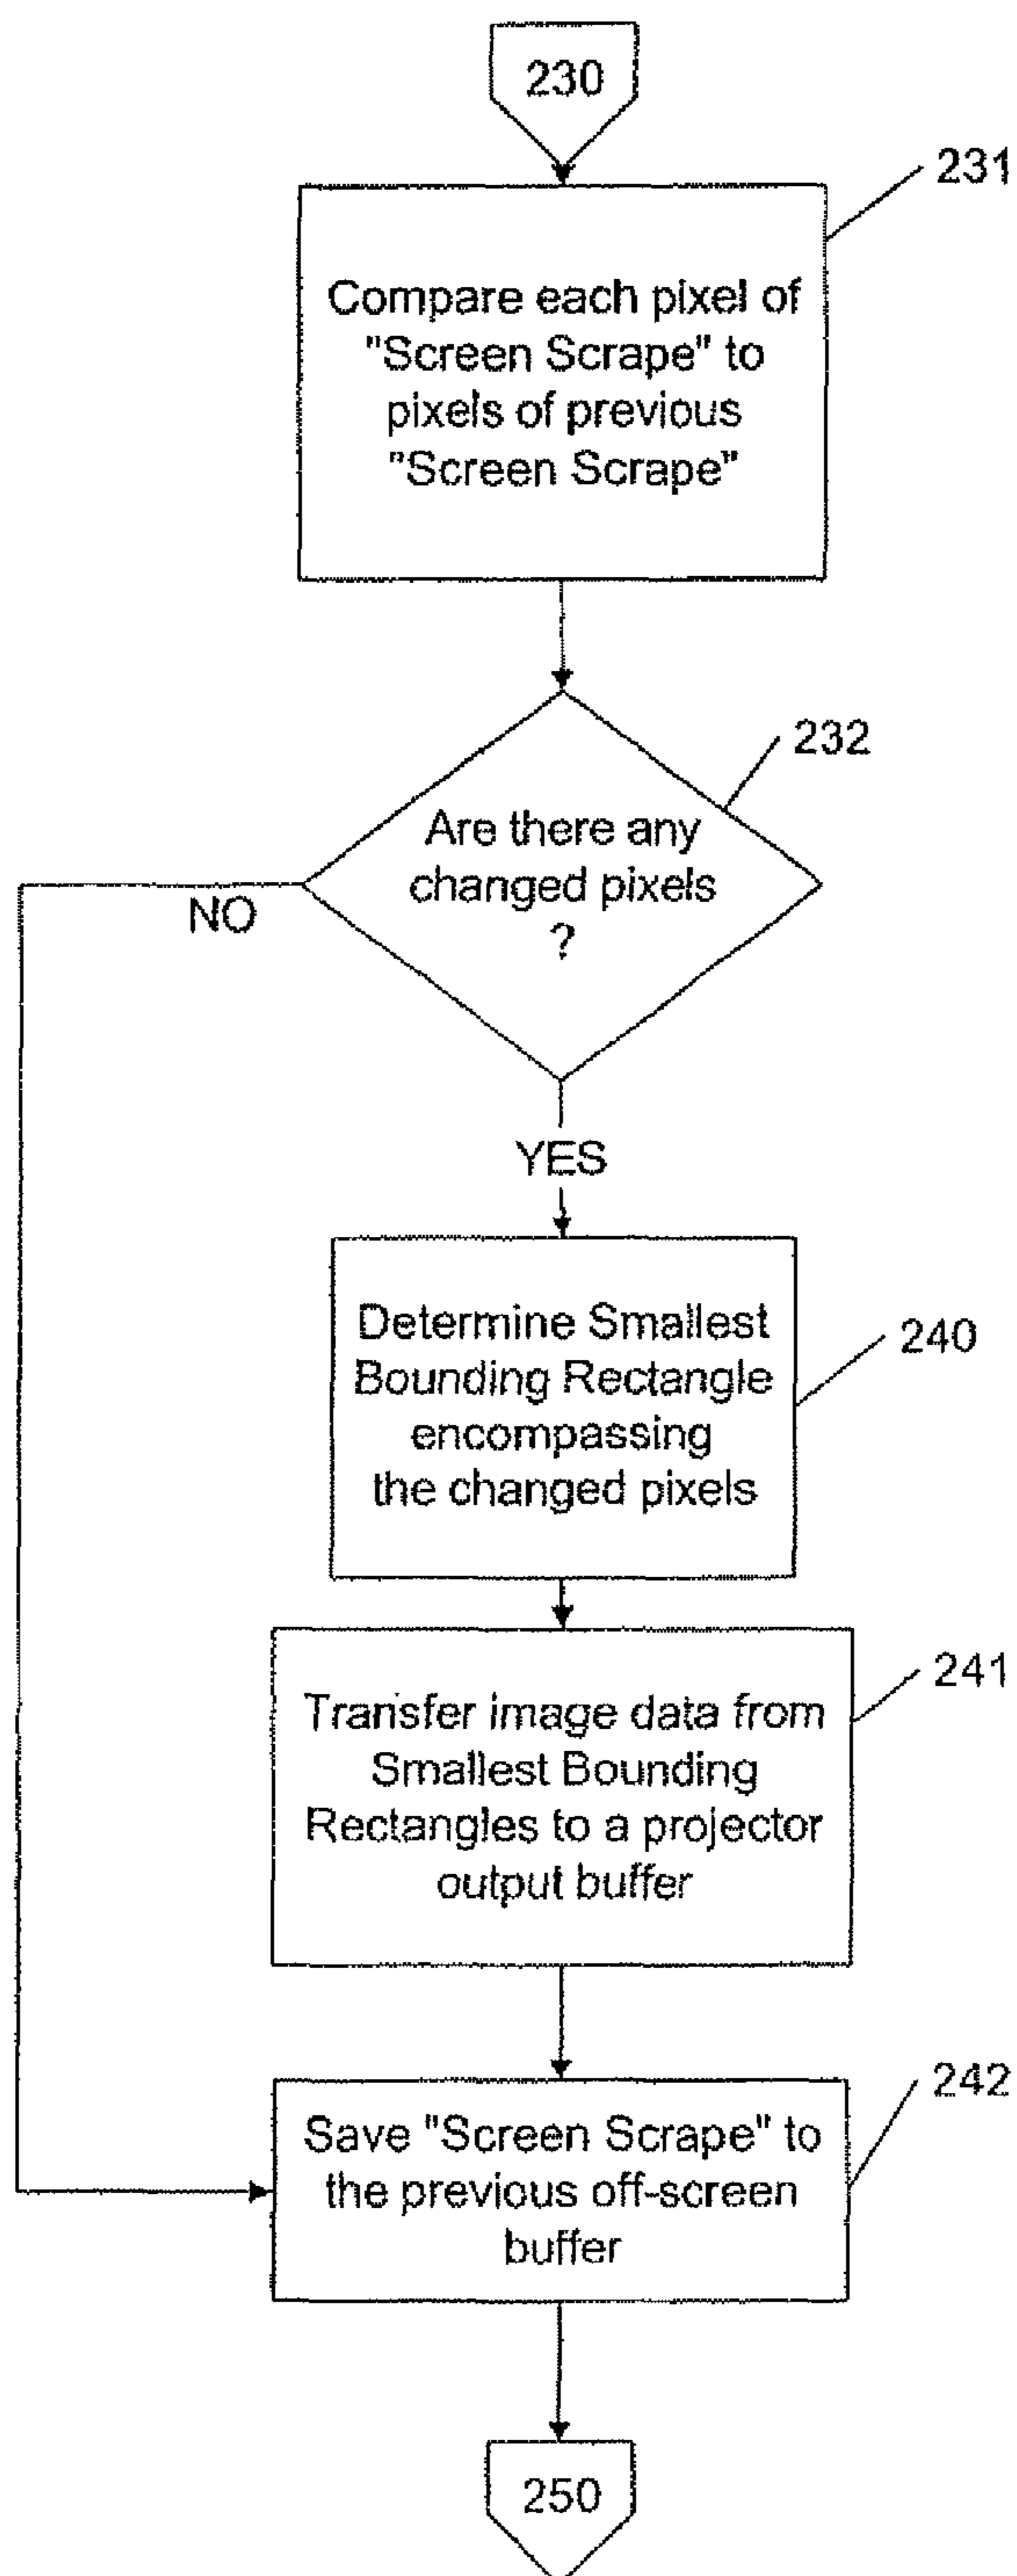 230
231
Compare each pixel of
"Screen Scrape" to
pixels of previous
"Screen Scrape"
232
Are there any
changed pixels
?
NO
YES
Determine Smallest
Bounding Rectangle
encompassing
the changed pixels
240
241
Transfer image data from
Smallest Bounding
Rectangles to a projector
output buffer
242
Save "Screen Scrape" to
the previous off-screen
buffer
250